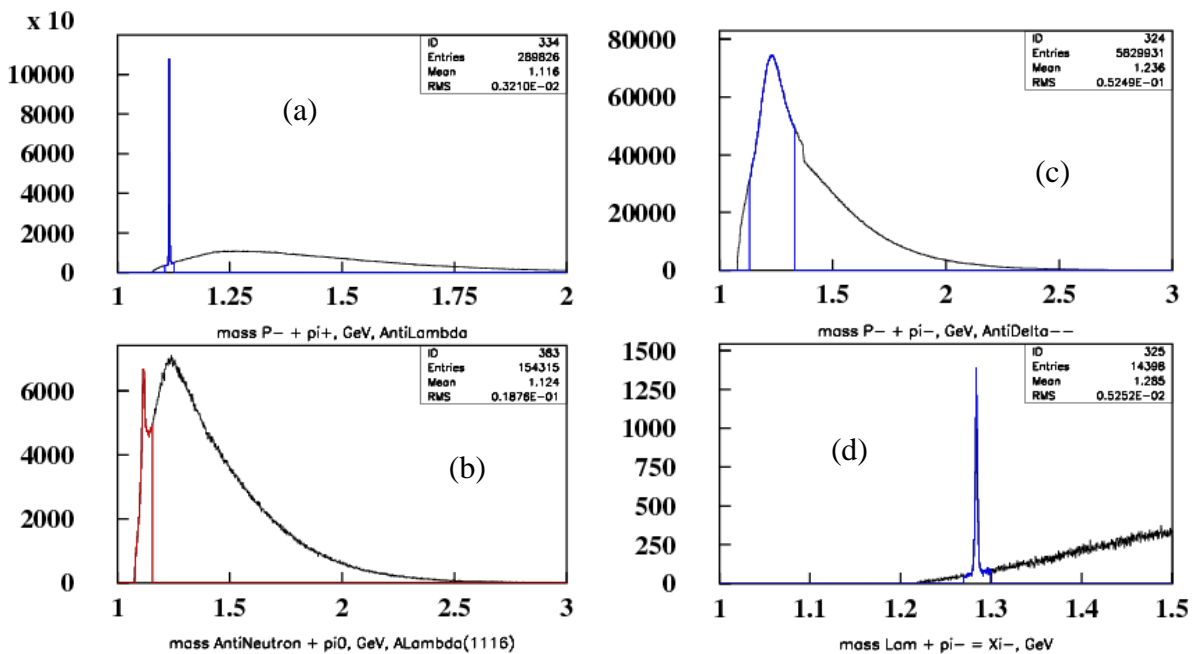 x 10
ID 334
Entries 289826
Mean 1.116
RMS 0.3210E-02
(a)
10000
8000
6000
4000
2000
0
1 1.25 1.5 1.75 2
mass P- + pi+, GeV, AntiLambda
ID 324
Entries 5829931
Mean 1.236
RMS 0.5249E-01
(c)
80000
60000
40000
20000
0
1 1.5 2 2.5 3
mass P- + pi-, GeV, AntiDelta--
ID 383
Entries 154315
Mean 1.124
RMS 0.1876E-01
(b)
6000
4000
2000
0
1 1.5 2 2.5 3
mass AntiNeutron + pi0, GeV, ALambda(1116)
ID 325
Entries 14398
Mean 1.285
RMS 0.5252E-02
(d)
1500
1250
1000
750
500
250
0
1 1.1 1.2 1.3 1.4 1.5
mass Lam + pi- = Xi-, GeV